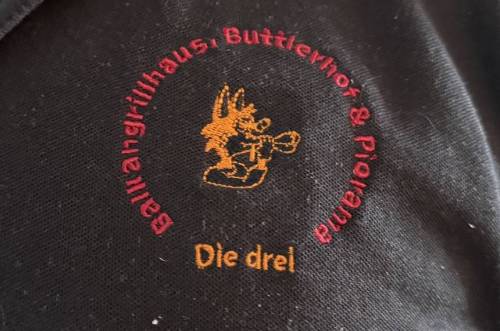 Balkangrillhaus, Buttlerhof & Piorama
Die drei